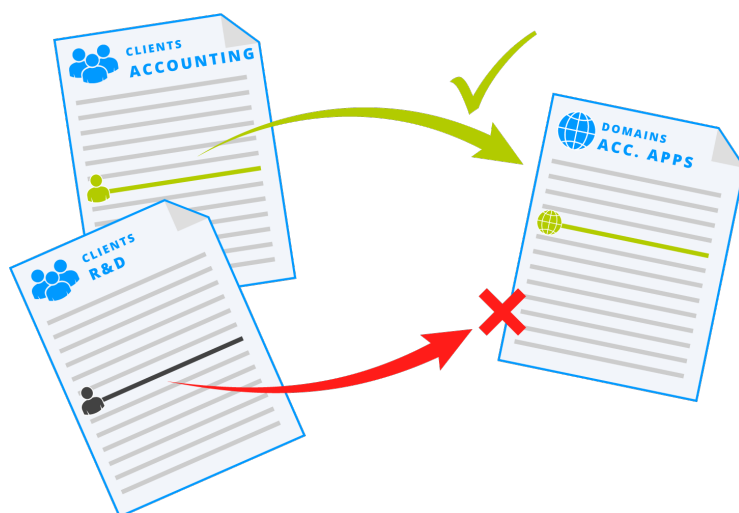 CLIENTS
ACCOUNTING
DOMAINS
ACC. APPS
CLIENTS
R&D